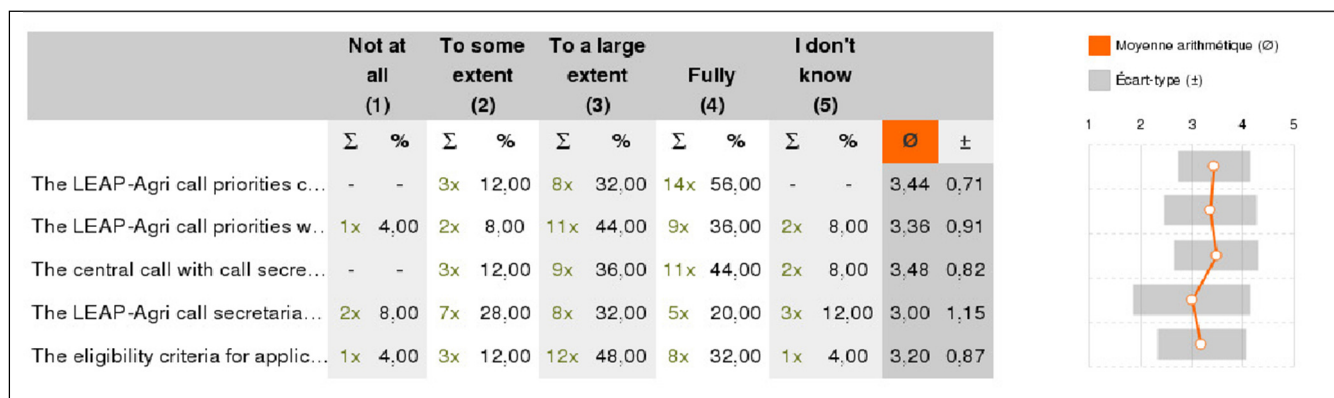 Not at all (1) To some extent (2) To a large extent (3) Fully (4) I don't know (5)
Σ % Σ % Σ % Σ % Σ % Ø ±
The LEAP-Agri call priorities c... - - 3x 12,00 8x 32,00 14x 56,00 - - 3,44 0,71
The LEAP-Agri call priorities w... 1x 4,00 2x 8,00 11x 44,00 9x 36,00 2x 8,00 3,36 0,91
The central call with call secre... - - 3x 12,00 9x 36,00 11x 44,00 2x 8,00 3,48 0,82
The LEAP-Agri call secretaria... 2x 8,00 7x 28,00 8x 32,00 5x 20,00 3x 12,00 3,00 1,15
The eligibility criteria for applic... 1x 4,00 3x 12,00 12x 48,00 8x 32,00 1x 4,00 3,20 0,87
Moyenne arithmétique (Ø)
Écart-type (±)
1 2 3 4 5